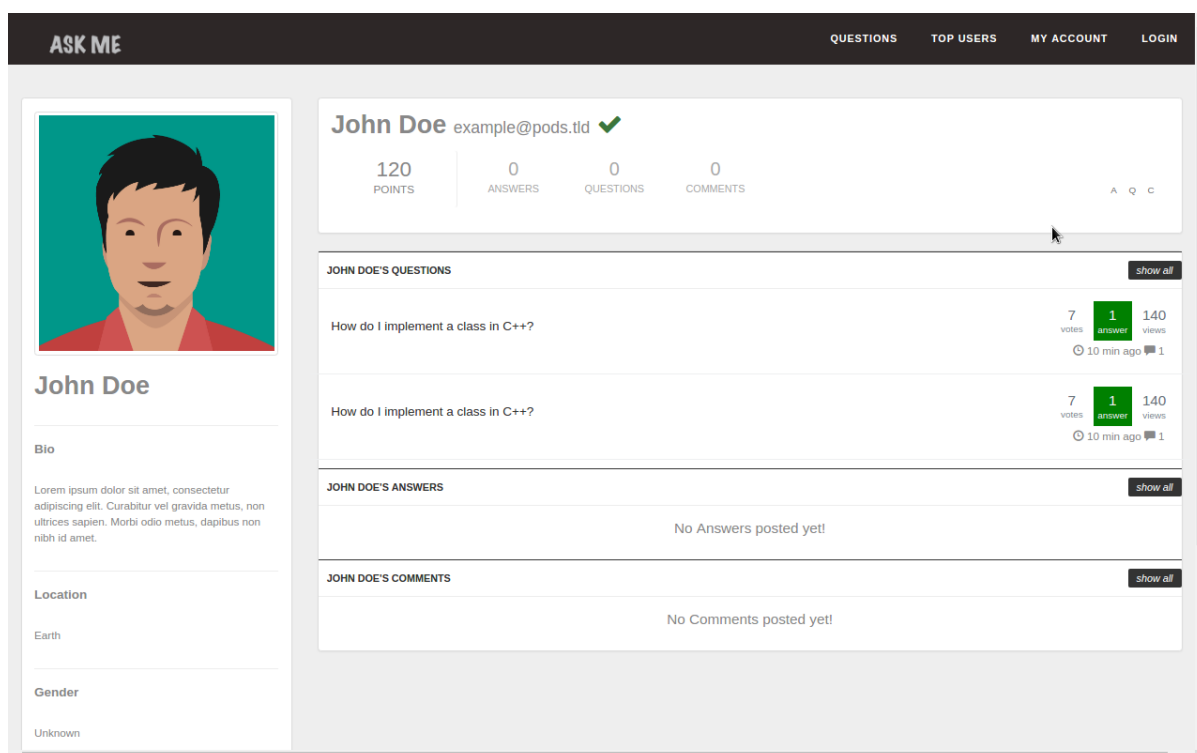 ASK ME
QUESTIONS TOP USERS MY ACCOUNT LOGIN
John Doe
Bio
Lorem ipsum dolor sit amet, consectetur
adipiscing elit. Curabitur vel gravida metus, non
ultrices sapien. Morbi odio metus, dapibus non
nibh id amet.
Location
Earth
Gender
Unknown
John Doe example@pods.tld
120 0 0 0
POINTS ANSWERS QUESTIONS COMMENTS
A Q C
JOHN DOE'S QUESTIONS show all
How do I implement a class in C++?
7 1 140
votes answer views
10 min ago 1
How do I implement a class in C++?
7 1 140
votes answer views
10 min ago 1
JOHN DOE'S ANSWERS show all
No Answers posted yet!
JOHN DOE'S COMMENTS show all
No Comments posted yet!